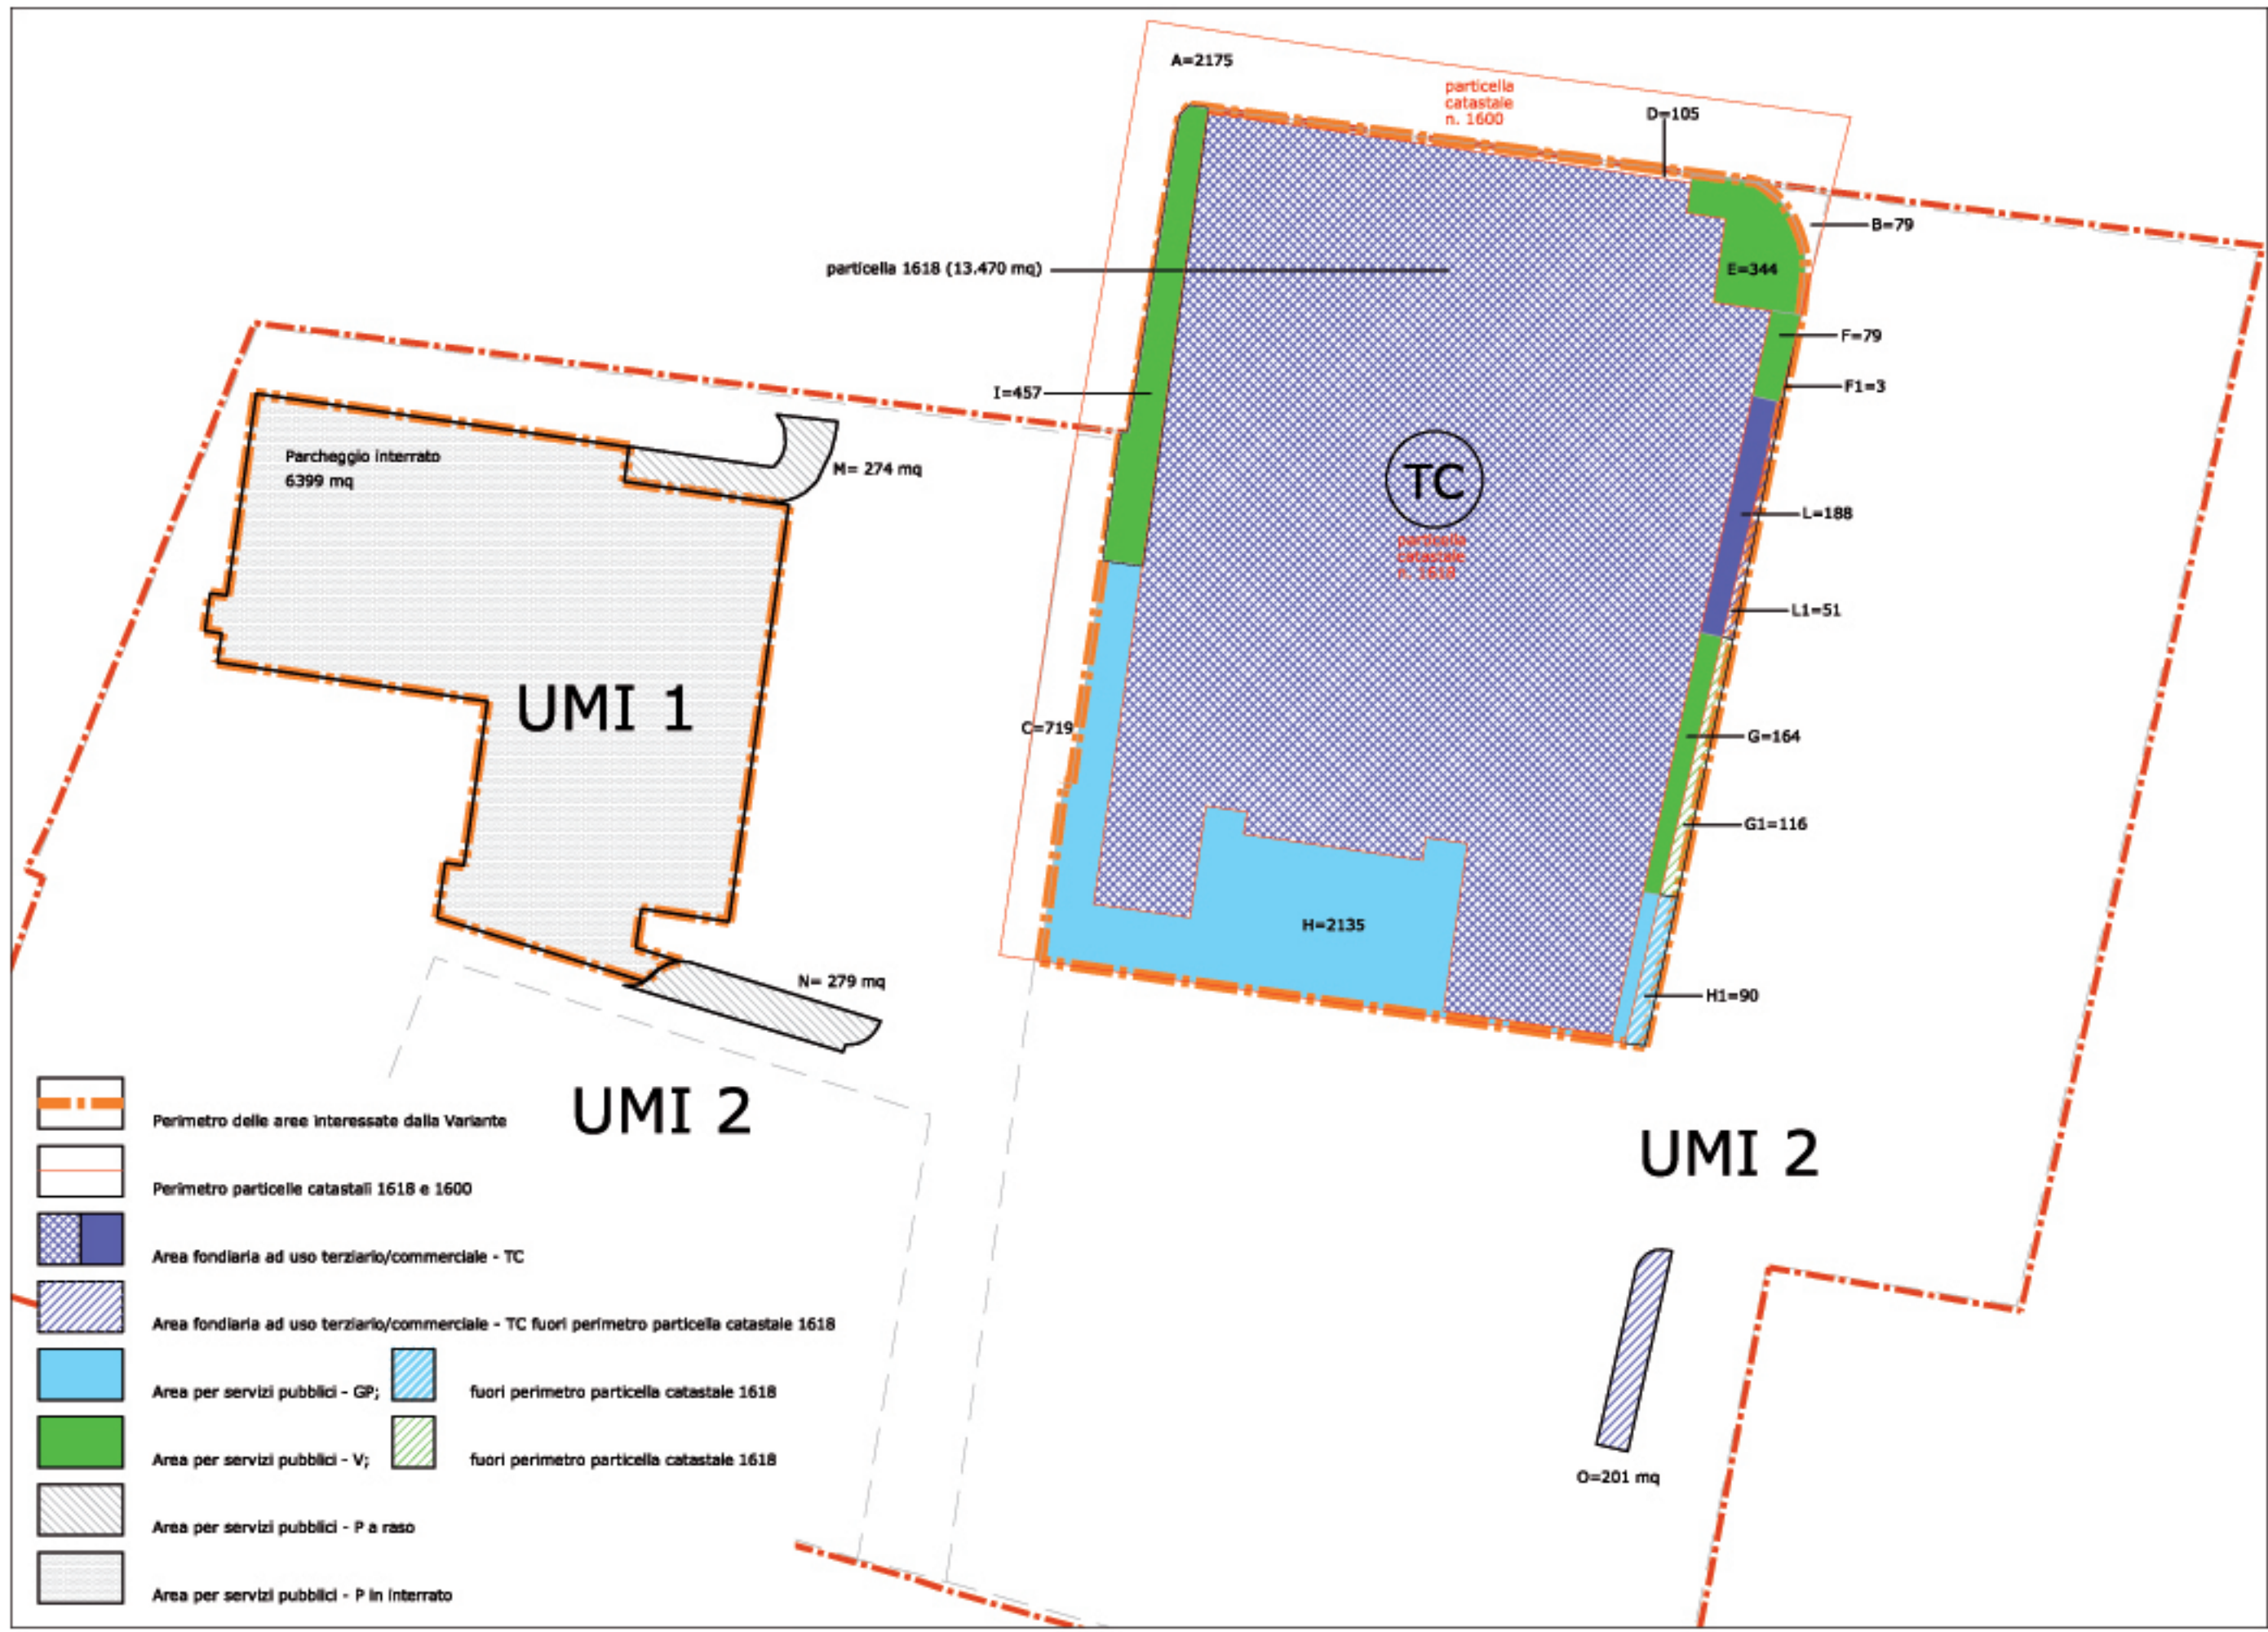 A=2175
particella
catastale
n. 1600
D=105
B=79
particella 1618 (13.470 mq)
E=344
F=79
F1=3
I=457
Parcheggio interrato
6399 mq
M= 274 mq
TC
particella
catastale
n. 1618
L=188
L1=51
UMI 1
C=719
G=164
G1=116
H=2135
N= 279 mq
H1=90
UMI 2
UMI 2
Perimetro delle aree interessate dalla Variante
Perimetro particelle catastali 1618 e 1600
Area fondiaria ad uso terziario/commerciale - TC
Area fondiaria ad uso terziario/commerciale - TC fuori perimetro particella catastale 1618
Area per servizi pubblici - GP; fuori perimetro particella catastale 1618
Area per servizi pubblici - V; fuori perimetro particella catastale 1618
O=201 mq
Area per servizi pubblici - P a raso
Area per servizi pubblici - P in interrato